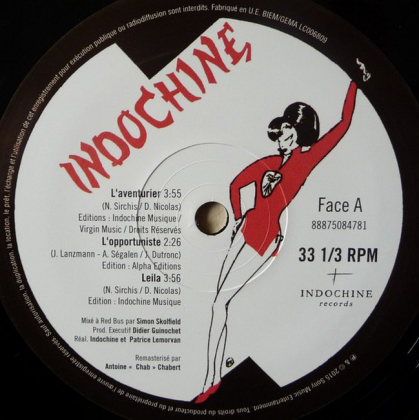 INDOCHINE
L'aventurier 3:55
(N. Sirchis / D. Nicolas)
Editions : Indochine Musique /
Virgin Music / Droits Réservés
L'opportuniste 2:26
(J. Lanzmann - A. Ségalen / J. Dutronc)
Edition : Alpha Editions
Leila 3:56
(N. Sirchis / D. Nicolas)
Edition : Indochine Musique
Mixé à Red Bus par Simon Skolfield
Prod. Executif Didier Guinochet
Réal. Indochine et Patrice Lemorvan
Remasterisé par
Antoine « Chab » Chabert
Face A
88875084781
33 1/3 RPM
INDOCHINE
records
Sauf autorisation, la duplication, la location, le prêt, l'échange et l'utilisation de cet enregistrement pour exécution publique ou radiodiffusion sont interdits. Fabriqué en U.E. BIEM/GEMA LC006809
℗ & © 2015 Sony Music Entertainment. Tous droits du producteur et du propriétaire de l'œuvre enregistrée réservés.